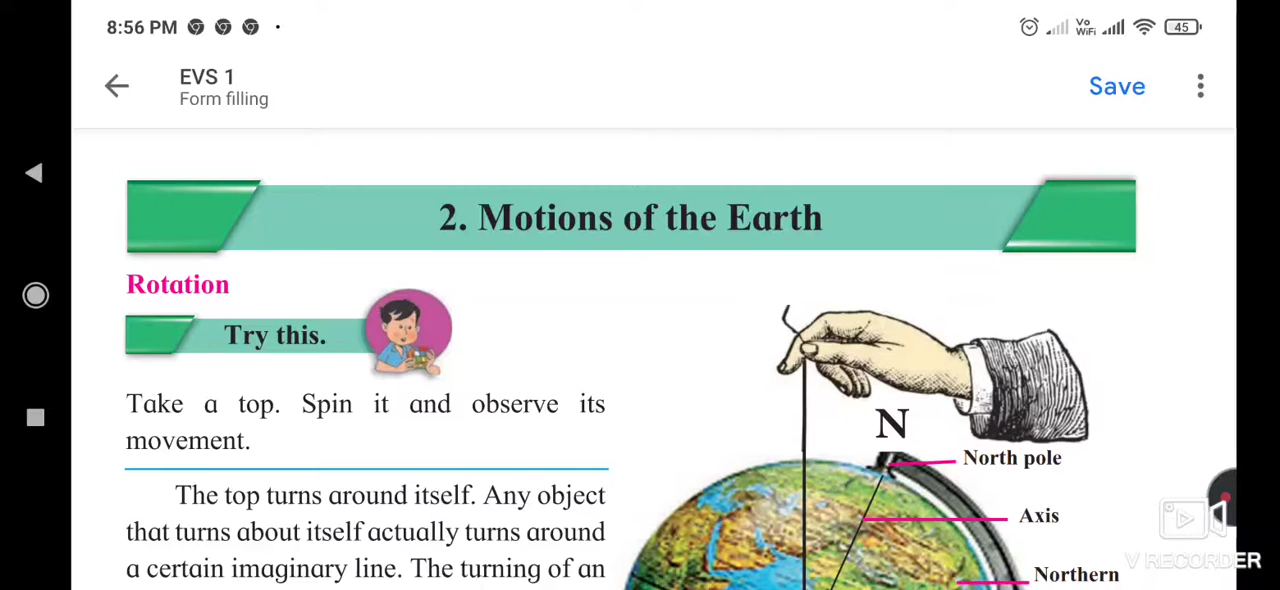 8:56 PM
Vo
WiFi
45
EVS 1
Form filling
Save
2. Motions of the Earth
Rotation
Try this.
Take a top. Spin it and observe its
movement.
The top turns around itself. Any object
that turns about itself actually turns around
a certain imaginary line. The turning of an
N
North pole
Axis
Northern
V RECORDER